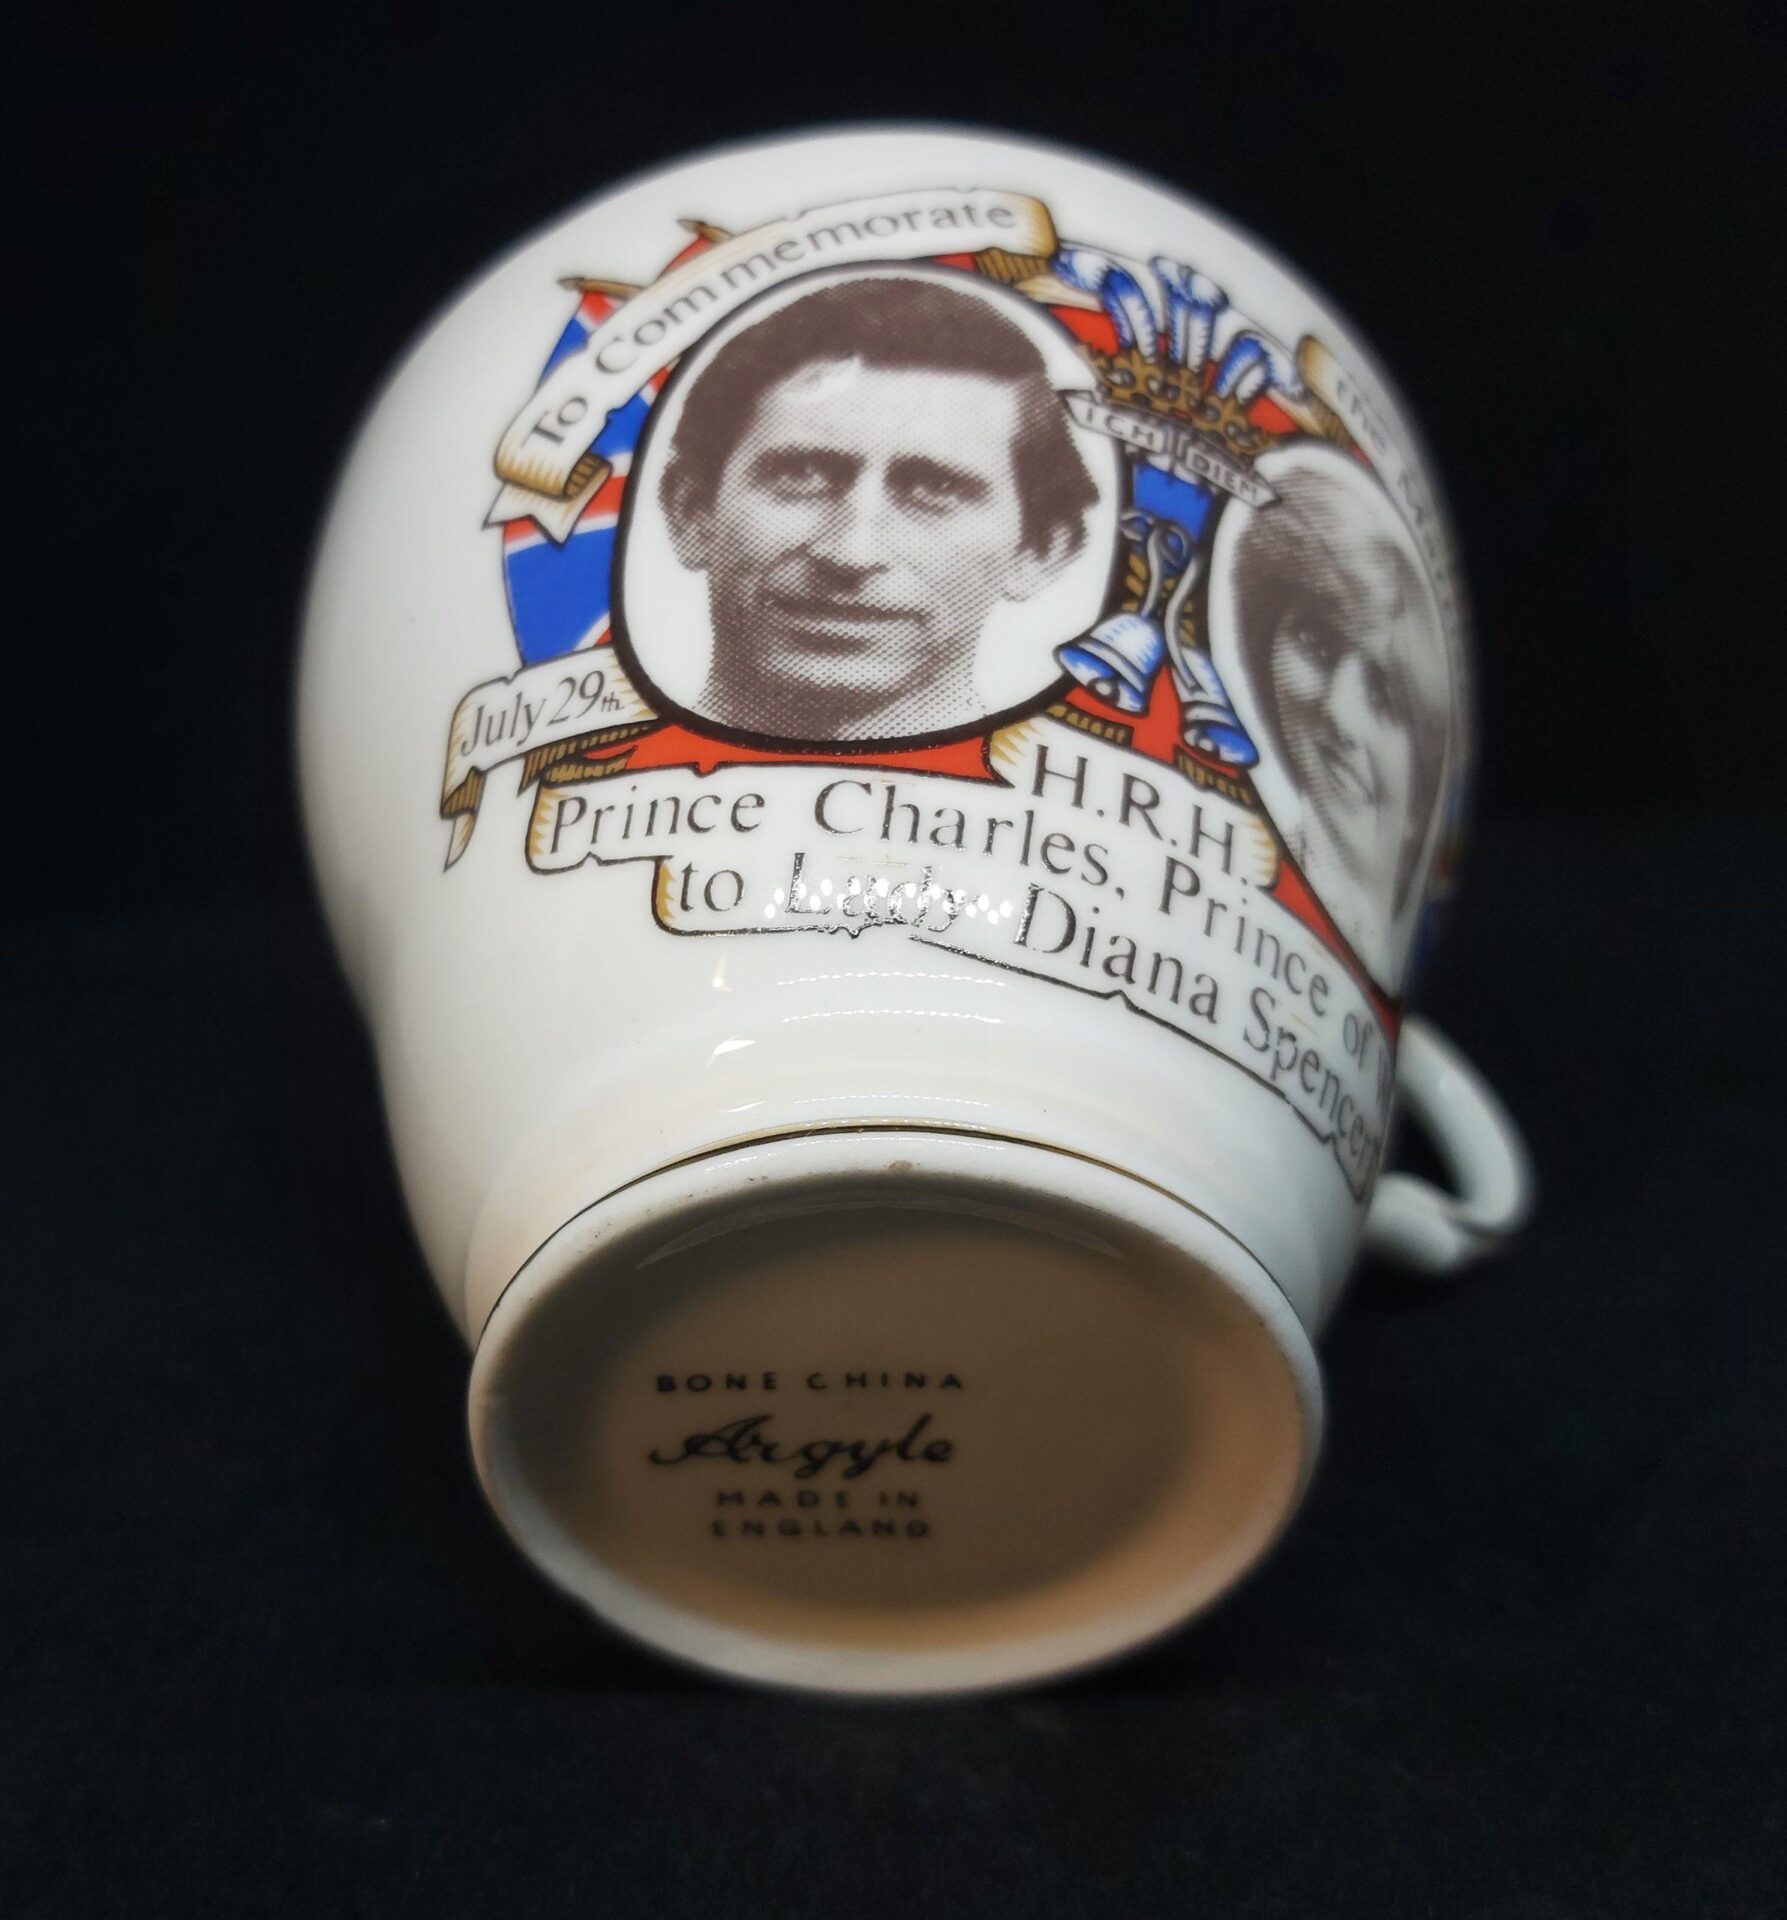 To Commemorate
The
ICH DIEN
July 29th.
H.R.H.
Prince Charles, Prince of
to Lady Diana Spencer
BONE CHINA
Argyle
MADE IN
ENGLAND